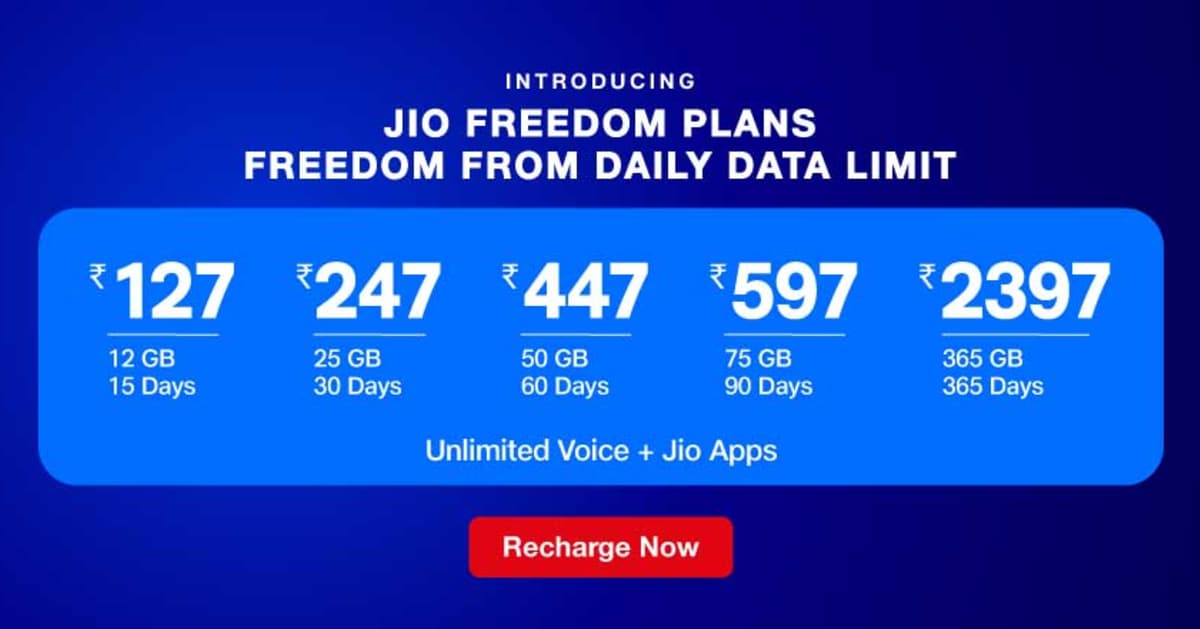 INTRODUCING
JIO FREEDOM PLANS
FREEDOM FROM DAILY DATA LIMIT
₹127 ₹247 ₹447 ₹597 ₹2397
12 GB 25 GB 50 GB 75 GB 365 GB
15 Days 30 Days 60 Days 90 Days 365 Days
Unlimited Voice + Jio Apps
Recharge Now